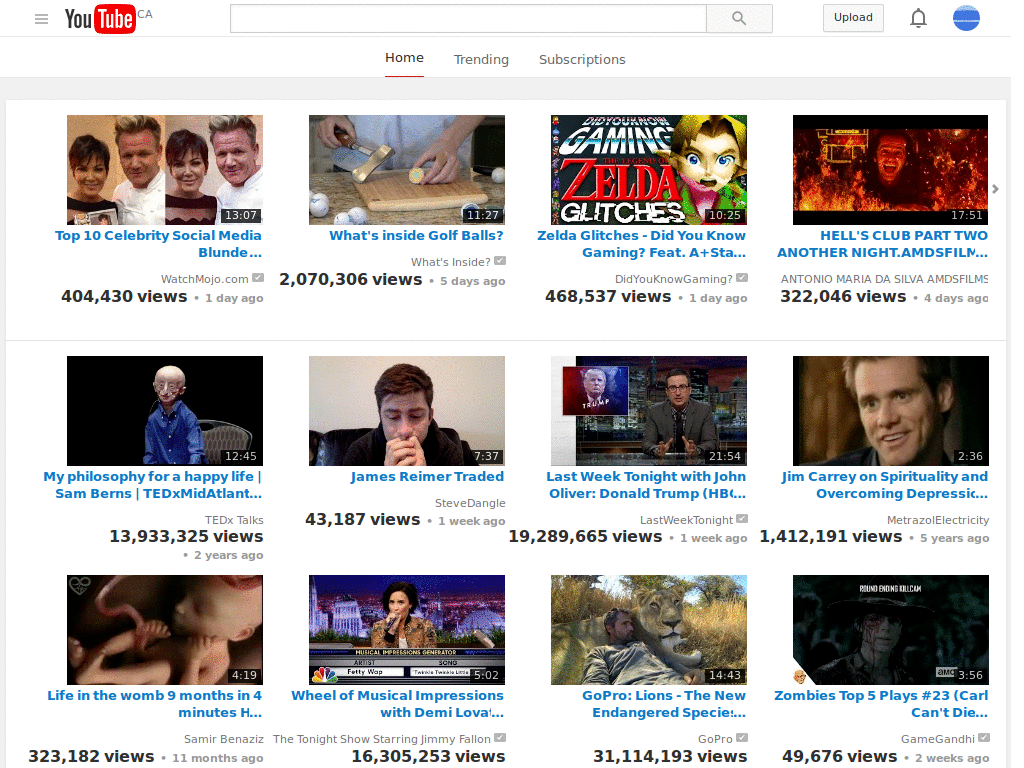 YouTube CA
Upload
Home Trending Subscriptions
13:07
11:27
DIDYOUKNOW
GAMING?
THE LEGEND OF
ZELDA
GLITCHES
10:25
17:51
Top 10 Celebrity Social Media
Blunde...
WatchMojo.com
404,430 views • 1 day ago
What's inside Golf Balls?
What's Inside?
2,070,306 views • 5 days ago
Zelda Glitches - Did You Know
Gaming? Feat. A+Sta...
DidYouKnowGaming?
468,537 views • 1 day ago
HELL'S CLUB PART TWO
ANOTHER NIGHT.AMDSFILM...
ANTONIO MARIA DA SILVA AMDSFILMS
322,046 views • 4 days ago
12:45
7:37
TRUMP
21:54
2:36
My philosophy for a happy life |
Sam Berns | TEDxMidAtlant...
TEDx Talks
13,933,325 views
• 2 years ago
James Reimer Traded
SteveDangle
43,187 views • 1 week ago
Last Week Tonight with John
Oliver: Donald Trump (HBO...
LastWeekTonight
19,289,665 views • 1 week ago
Jim Carrey on Spirituality and
Overcoming Depressic...
MetrazolElectricity
1,412,191 views • 5 years ago
4:19
MUSICAL IMPRESSIONS GENERATOR
ARTIST SONG
Fetty Wap Twinkle Twinkle Little
5:02
14:43
ROUND ENDING KILLCAM
AMC
3:56
Life in the womb 9 months in 4
minutes H...
Samir Benaziz
323,182 views • 11 months ago
Wheel of Musical Impressions
with Demi Lovat...
The Tonight Show Starring Jimmy Fallon
16,305,253 views
GoPro: Lions - The New
Endangered Species...
GoPro
31,114,193 views
Zombies Top 5 Plays #23 (Carl
Can't Die...
GameGandhi
49,676 views • 2 weeks ago